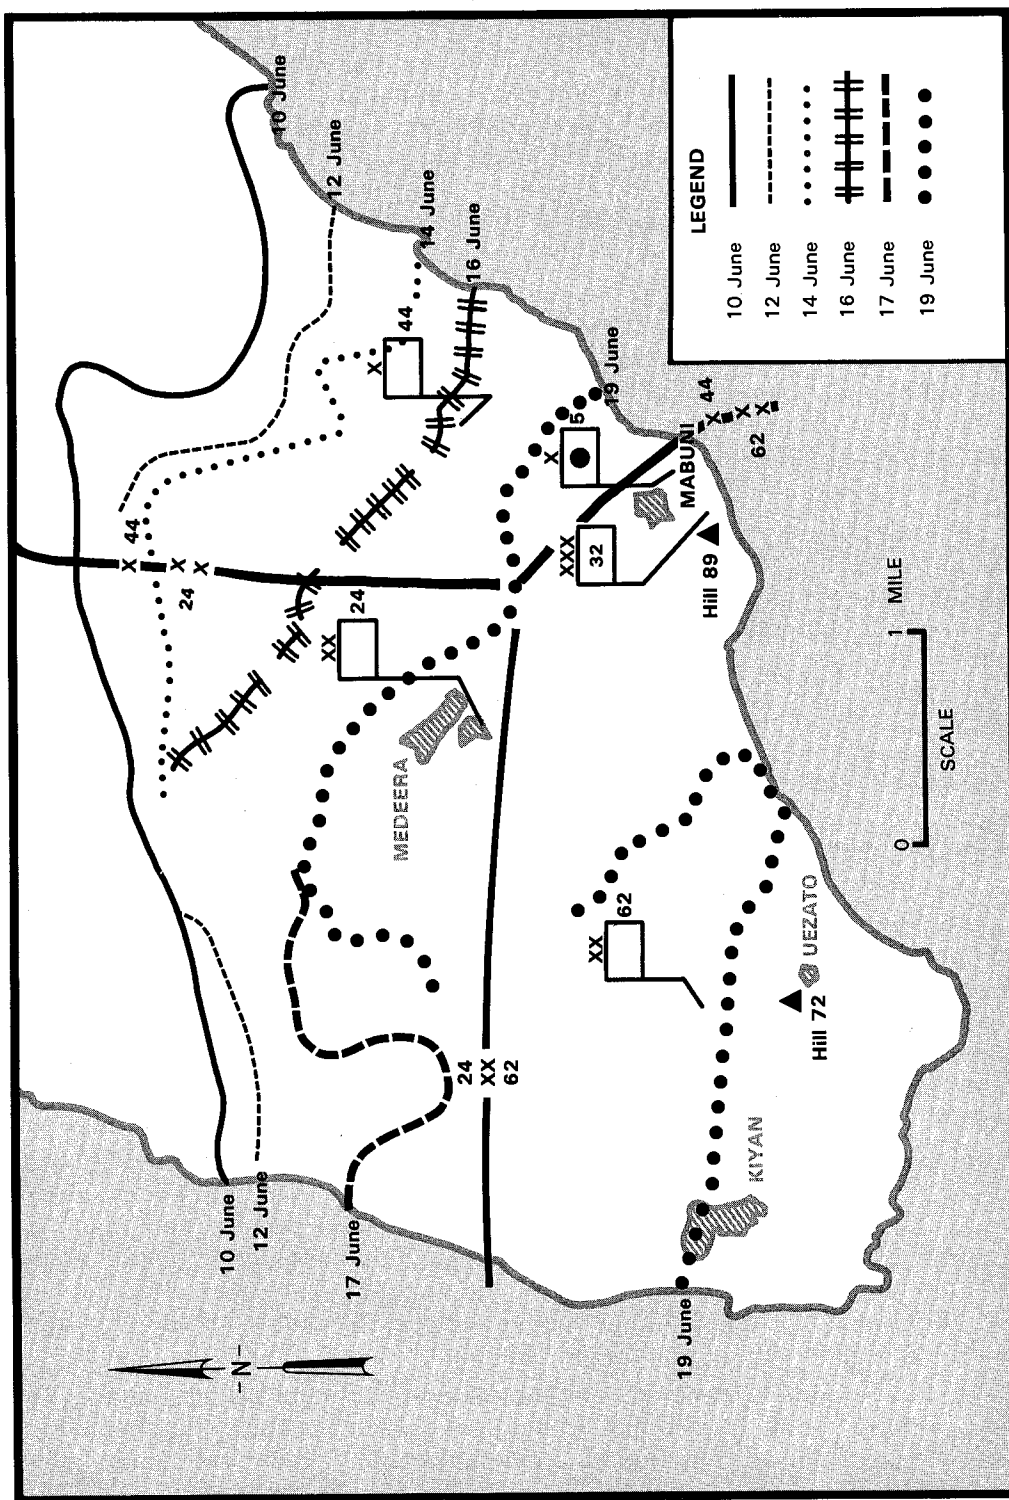 LEGEND
10 June
12 June
14 June
16 June
17 June
19 June
10 June
12 June
14 June
16 June
19 June
10 June
12 June
17 June
19 June
- N -
44
X
X
X
24
X
44
XX
24
X
5
XXX
32
XX
62
24
XX
62
44
X
X
X
62
MABUNI
MEDEERA
UEZATO
KIYAN
Hill 89
Hill 72
0
1
MILE
SCALE